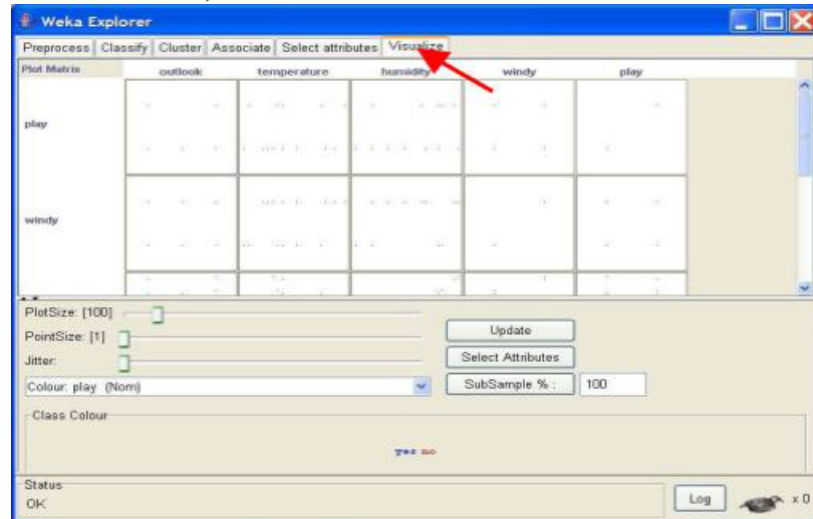 Weka Explorer
Preprocess Classify Cluster Associate Select attributes Visualize
Plot Matrix outlook temperature humidity windy play
play
windy
PlotSize: [100]
PointSize: [1]
Jitter:
Update
Select Attributes
Colour: play (Nom)
SubSample % : 100
Class Colour
yes no
Status
OK
Log x 0